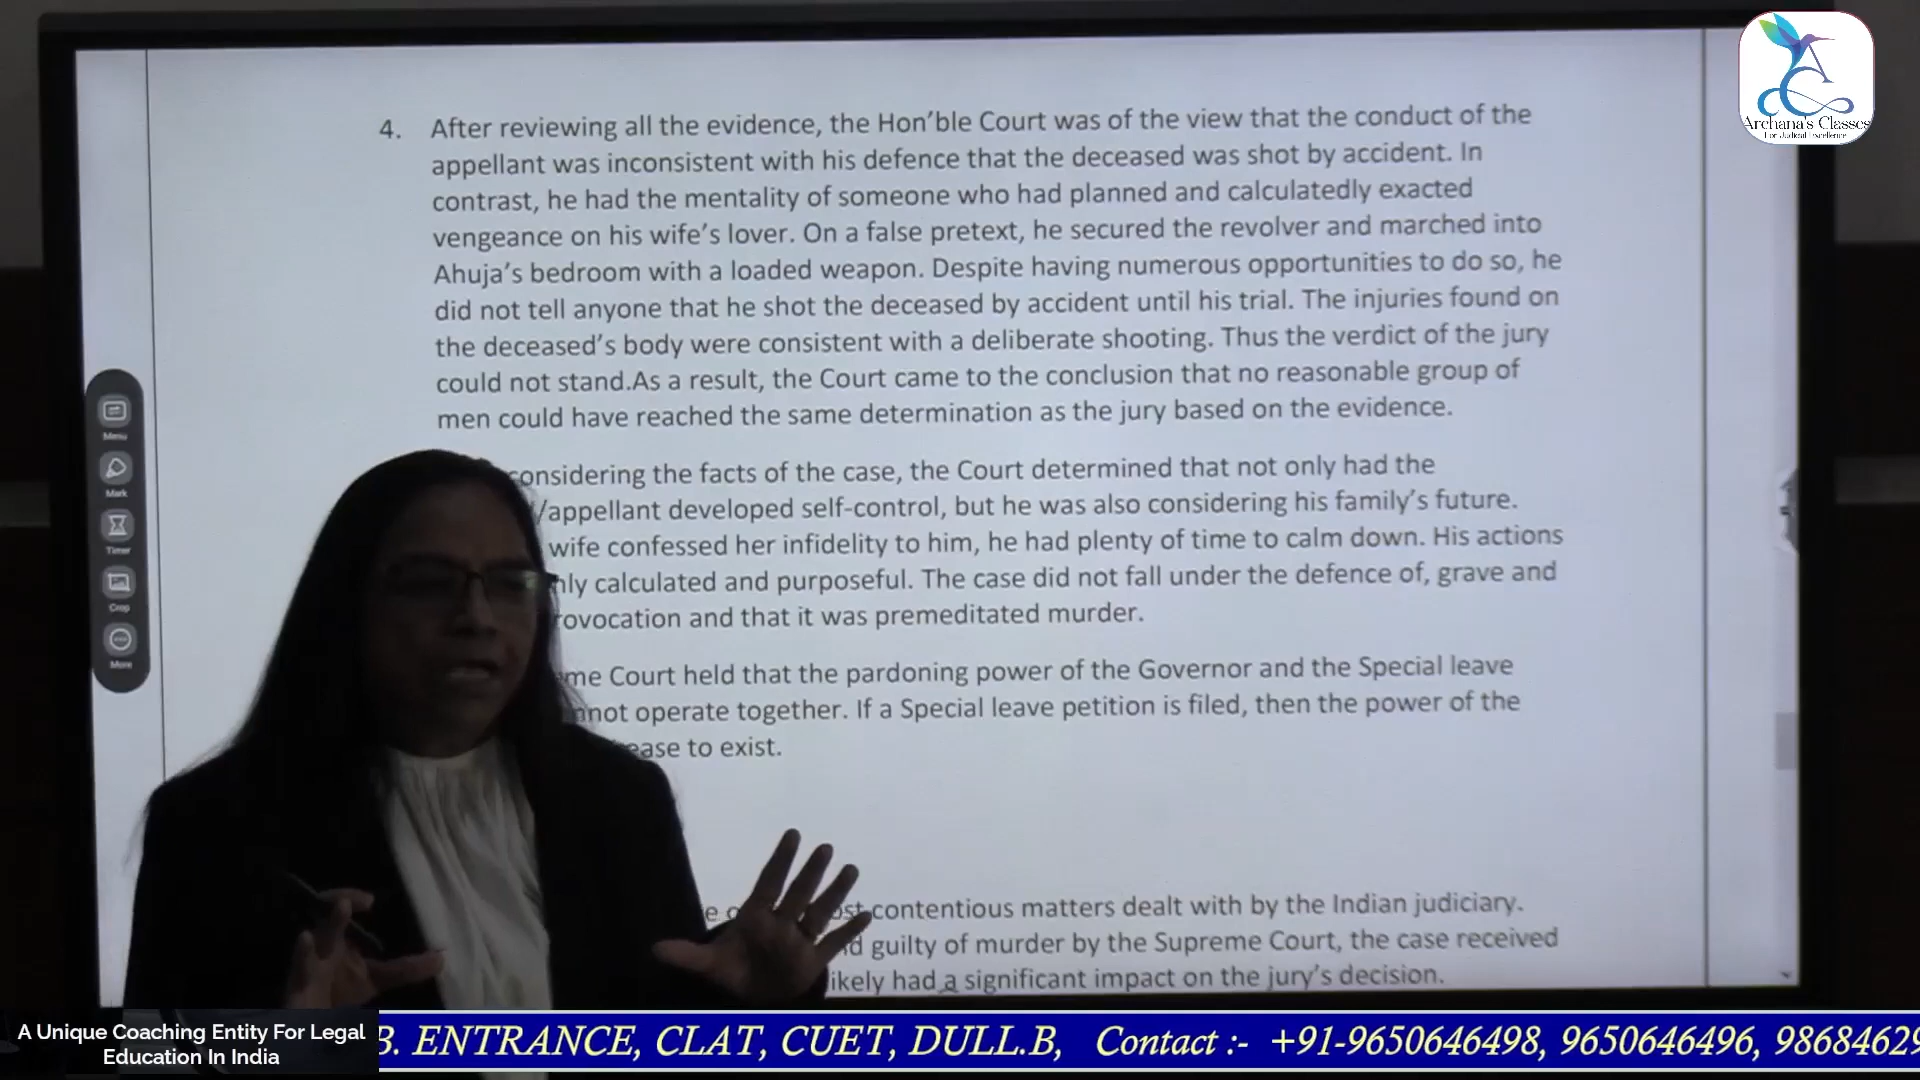 Archana's Classes
For Judicial Excellence
4. After reviewing all the evidence, the Hon'ble Court was of the view that the conduct of the
appellant was inconsistent with his defence that the deceased was shot by accident. In
contrast, he had the mentality of someone who had planned and calculatedly exacted
vengeance on his wife's lover. On a false pretext, he secured the revolver and marched into
Ahuja's bedroom with a loaded weapon. Despite having numerous opportunities to do so, he
did not tell anyone that he shot the deceased by accident until his trial. The injuries found on
the deceased's body were consistent with a deliberate shooting. Thus the verdict of the jury
could not stand.As a result, the Court came to the conclusion that no reasonable group of
men could have reached the same determination as the jury based on the evidence.
considering the facts of the case, the Court determined that not only had the
/appellant developed self-control, but he was also considering his family's future.
wife confessed her infidelity to him, he had plenty of time to calm down. His actions
calculated and purposeful. The case did not fall under the defence of, grave and
rovocation and that it was premeditated murder.
me Court held that the pardoning power of the Governor and the Special leave
nnot operate together. If a Special leave petition is filed, then the power of the
ease to exist.
contentious matters dealt with by the Indian judiciary.
guilty of murder by the Supreme Court, the case received
likely had a significant impact on the jury's decision.
Menu
Mark
Timer
Crop
More
A Unique Coaching Entity For Legal
Education In India
B. ENTRANCE, CLAT, CUET, DULL.B, Contact :- +91-9650646498, 9650646496, 98684629